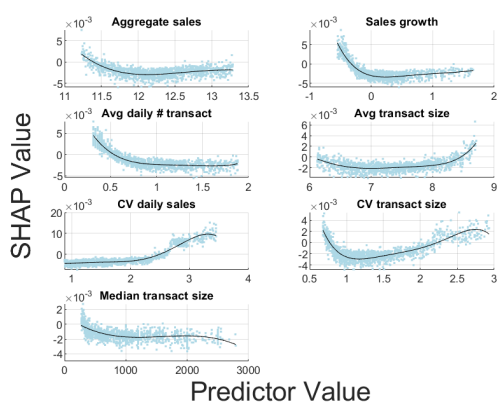 Aggregate sales
×10⁻³
5
0
-5
11 11.5 12 12.5 13 13.5
Sales growth
×10⁻³
5
0
-5
-1 0 1 2
Avg daily # transact
×10⁻³
5
0
-5
0 0.5 1 1.5 2
Avg transact size
×10⁻³
6
4
2
0
-2
-4
6 7 8 9
CV daily sales
×10⁻³
20
10
0
1 2 3 4
CV transact size
×10⁻³
4
2
0
-2
-4
0.5 1 1.5 2 2.5 3
Median transact size
×10⁻³
2
0
-2
-4
0 1000 2000 3000
SHAP Value
Predictor Value